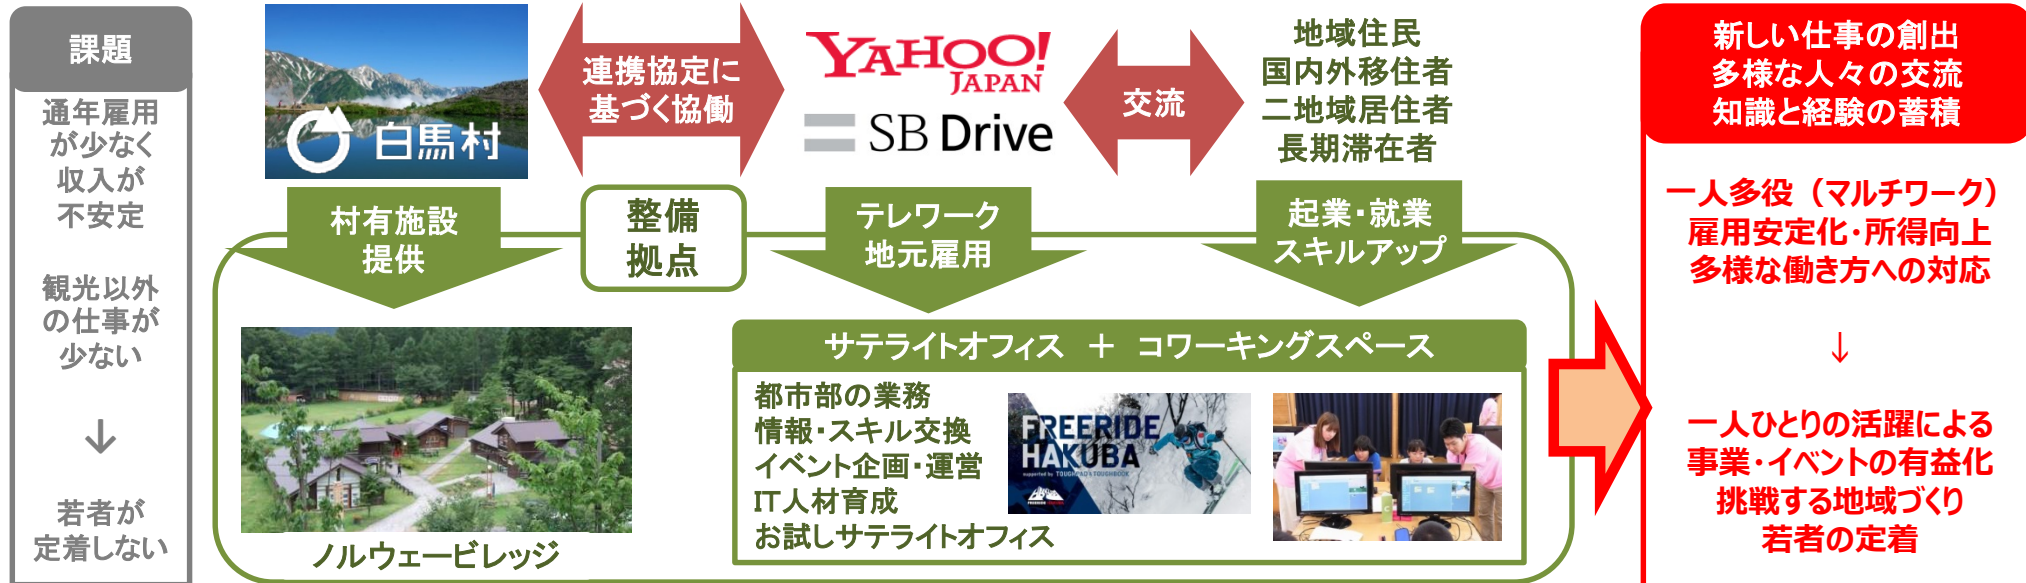 課題
通年雇用
が少なく
収入が
不安定
観光以外
の仕事が
少ない
↓
若者が
定着しない
白馬村
連携協定に
基づく協働
YAHOO!
JAPAN
SB Drive
交流
地域住民
国内外移住者
二地域居住者
長期滞在者
村有施設
提供
整備
拠点
テレワーク
地元雇用
起業・就業
スキルアップ
ノルウェービレッジ
サテライトオフィス + コワーキングスペース
都市部の業務
情報・スキル交換
イベント企画・運営
IT人材育成
お試しサテライトオフィス
FREERIDE
HAKUBA
新しい仕事の創出
多様な人々の交流
知識と経験の蓄積
一人多役(マルチワーク)
雇用安定化・所得向上
多様な働き方への対応
↓
一人ひとりの活躍による
事業・イベントの有益化
挑戦する地域づくり
若者の定着